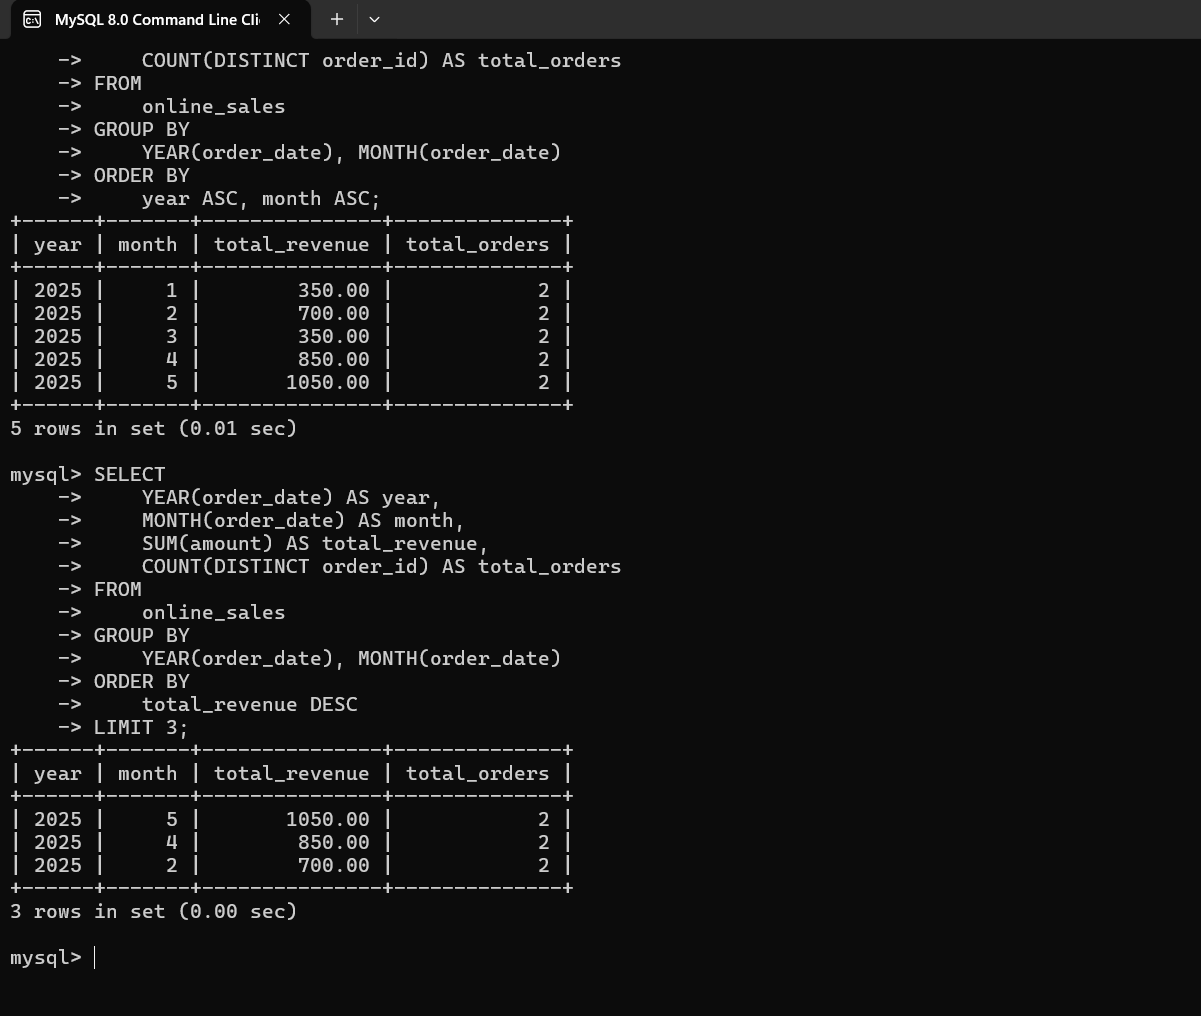 MySQL 8.0 Command Line Cli
    ->     COUNT(DISTINCT order_id) AS total_orders
    -> FROM
    ->     online_sales
    -> GROUP BY
    ->     YEAR(order_date), MONTH(order_date)
    -> ORDER BY
    ->     year ASC, month ASC;
+------+-------+---------------+--------------+
| year | month | total_revenue | total_orders |
+------+-------+---------------+--------------+
| 2025 |     1 |        350.00 |            2 |
| 2025 |     2 |        700.00 |            2 |
| 2025 |     3 |        350.00 |            2 |
| 2025 |     4 |        850.00 |            2 |
| 2025 |     5 |       1050.00 |            2 |
+------+-------+---------------+--------------+
5 rows in set (0.01 sec)

mysql> SELECT
    ->     YEAR(order_date) AS year,
    ->     MONTH(order_date) AS month,
    ->     SUM(amount) AS total_revenue,
    ->     COUNT(DISTINCT order_id) AS total_orders
    -> FROM
    ->     online_sales
    -> GROUP BY
    ->     YEAR(order_date), MONTH(order_date)
    -> ORDER BY
    ->     total_revenue DESC
    -> LIMIT 3;
+------+-------+---------------+--------------+
| year | month | total_revenue | total_orders |
+------+-------+---------------+--------------+
| 2025 |     5 |       1050.00 |            2 |
| 2025 |     4 |        850.00 |            2 |
| 2025 |     2 |        700.00 |            2 |
+------+-------+---------------+--------------+
3 rows in set (0.00 sec)

mysql>